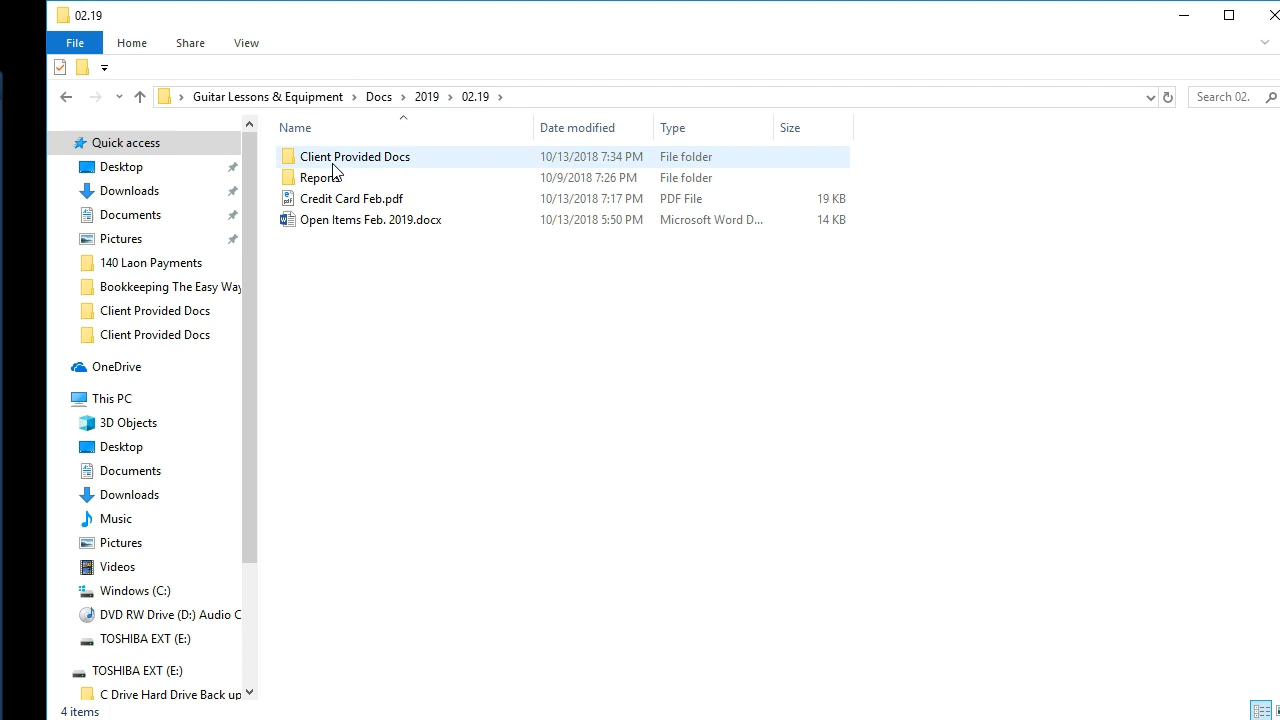 02.19
File Home Share View
Guitar Lessons & Equipment Docs 2019 02.19 Search 02.
Name Date modified Type Size
Client Provided Docs 10/13/2018 7:34 PM File folder
10/9/2018 7:26 PM File folder
Credit Card Feb.pdf 10/13/2018 7:17 PM PDF File 19 KB
Open Items Feb. 2019.docx 10/13/2018 5:50 PM Microsoft Word D... 14 KB
Quick access
Desktop
Downloads
Documents
Pictures
140 Laon Payments
Bookkeeping The Easy Way
Client Provided Docs
Client Provided Docs
OneDrive
This PC
3D Objects
Desktop
Documents
Downloads
Music
Pictures
Videos
Windows (C:)
DVD RW Drive (D:) Audio C
TOSHIBA EXT (E:)
TOSHIBA EXT (E:)
C Drive Hard Drive Back up
4 items